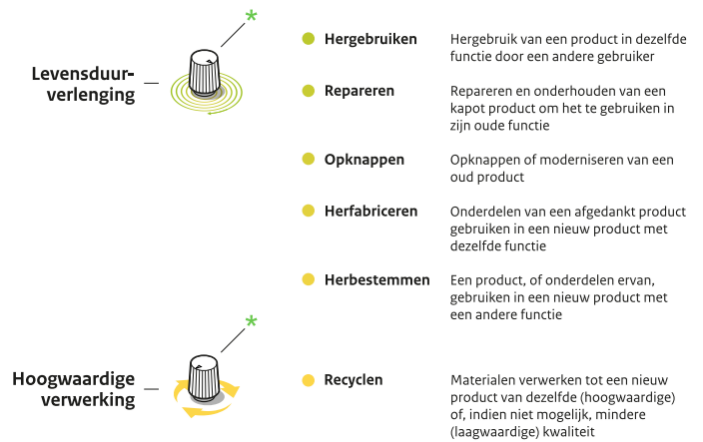 *
Levensduur-
verlenging
Hergebruiken
Hergebruik van een product in dezelfde
functie door een andere gebruiker
Repareren
Repareren en onderhouden van een
kapot product om het te gebruiken in
zijn oude functie
Opknappen
Opknappen of moderniseren van een
oud product
Herfabriceren
Onderdelen van een afgedankt product
gebruiken in een nieuw product met
dezelfde functie
Herbestemmen
Een product, of onderdelen ervan,
gebruiken in een nieuw product met
een andere functie
*
Hoogwaardige
verwerking
Recyclen
Materialen verwerken tot een nieuw
product van dezelfde (hoogwaardige)
of, indien niet mogelijk, mindere
(laagwaardige) kwaliteit